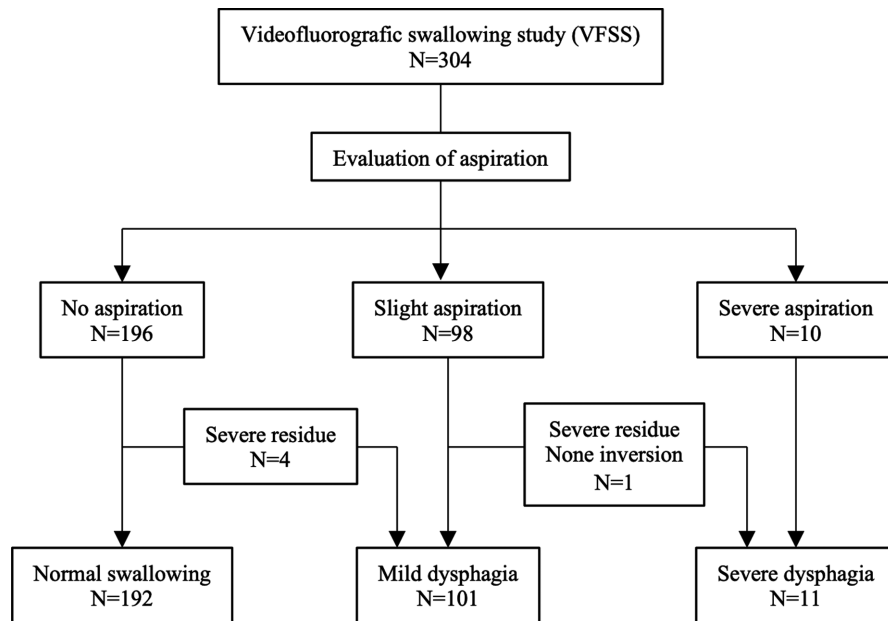 Videofluorografic swallowing study (VFSS)
N=304
Evaluation of aspiration
No aspiration
N=196
Slight aspiration
N=98
Severe aspiration
N=10
Severe residue
N=4
Severe residue
None inversion
N=1
Normal swallowing
N=192
Mild dysphagia
N=101
Severe dysphagia
N=11